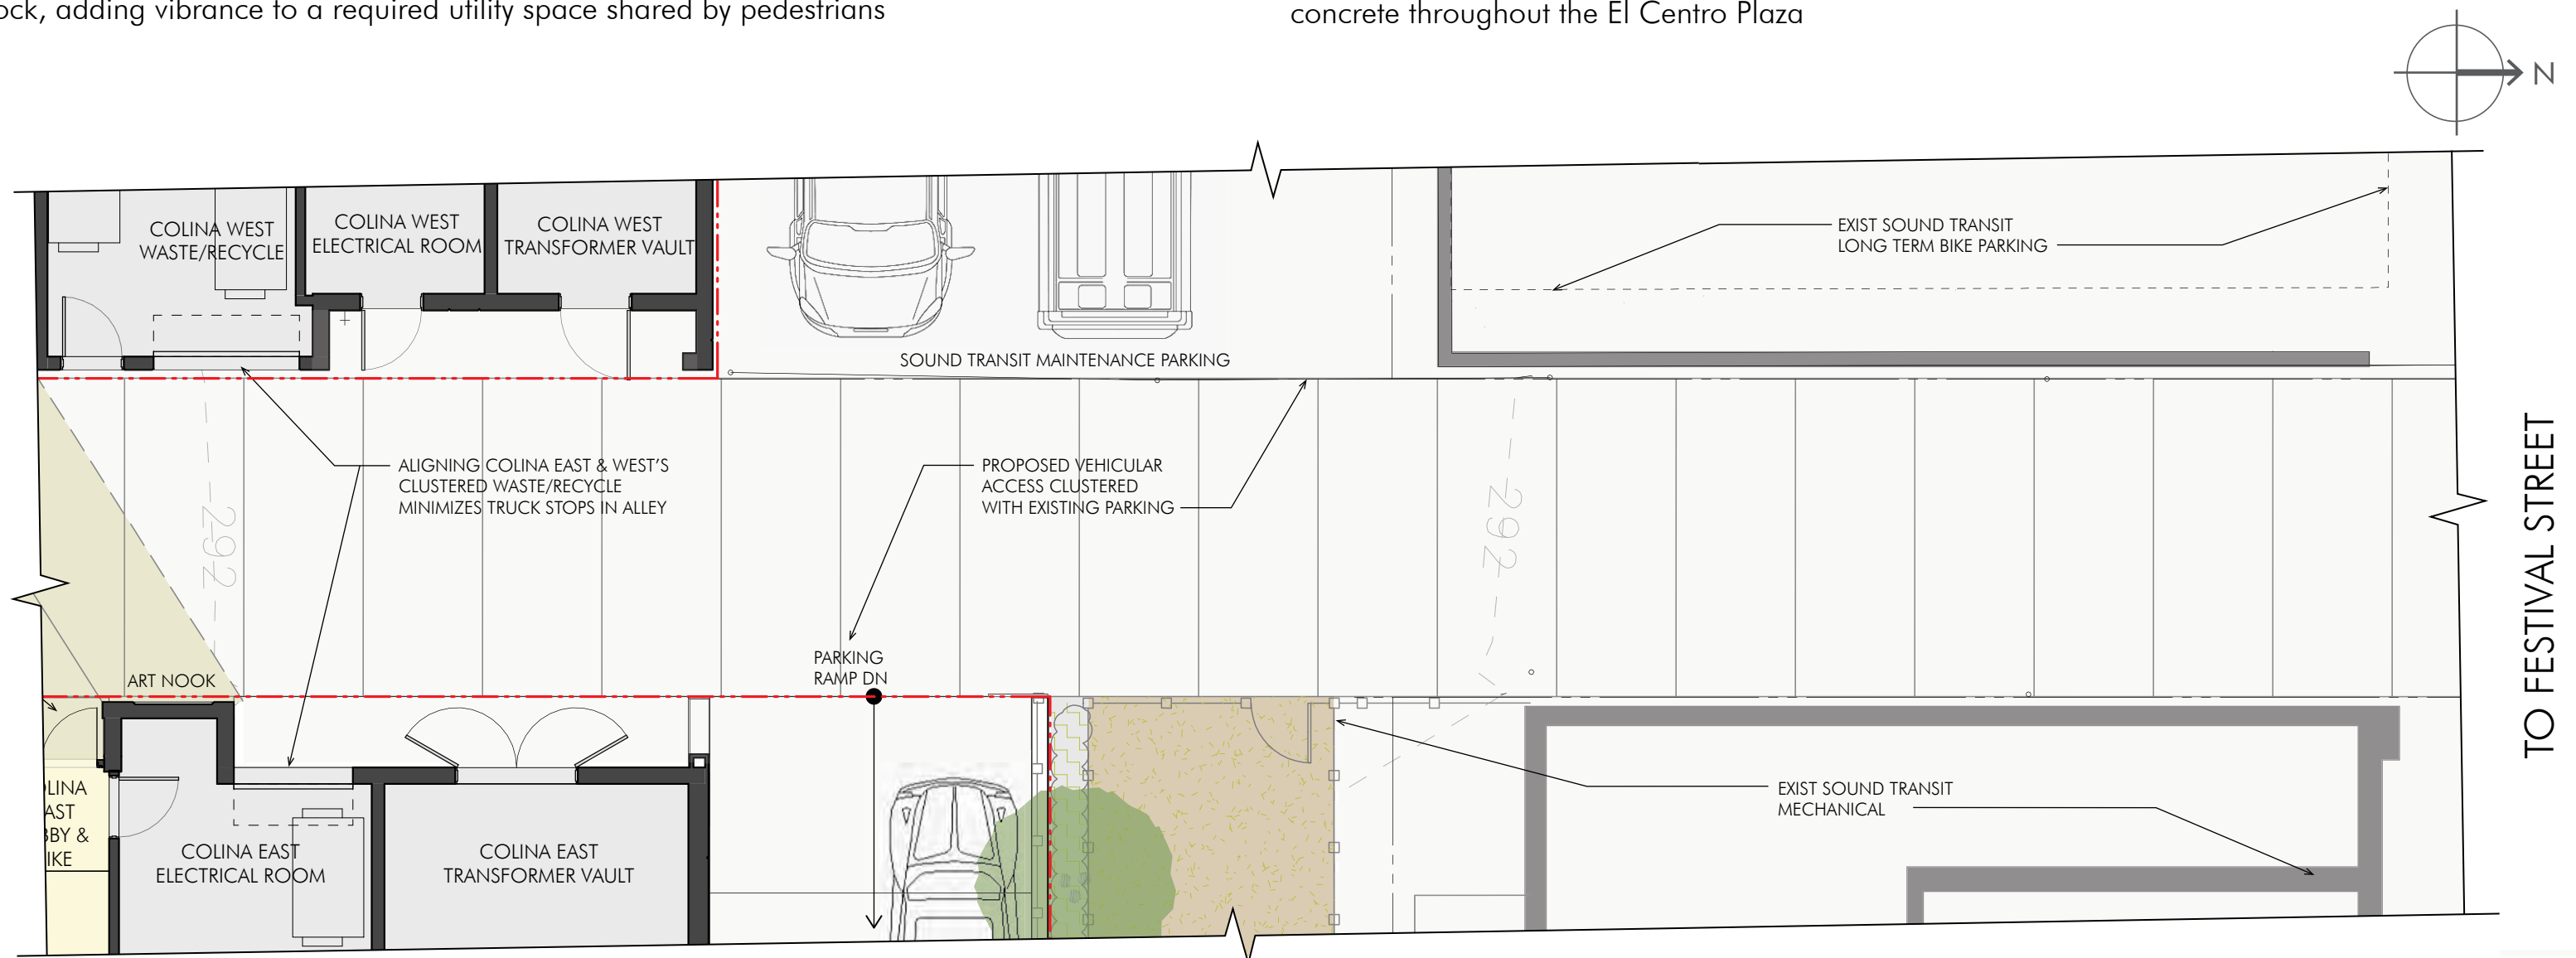 ock, adding vibrance to a required utility space shared by pedestrians
concrete throughout the El Centro Plaza
N
COLINA WEST
WASTE/RECYCLE
COLINA WEST
ELECTRICAL ROOM
COLINA WEST
TRANSFORMER VAULT
SOUND TRANSIT MAINTENANCE PARKING
EXIST SOUND TRANSIT
LONG TERM BIKE PARKING
ALIGNING COLINA EAST & WEST'S
CLUSTERED WASTE/RECYCLE
MINIMIZES TRUCK STOPS IN ALLEY
PROPOSED VEHICULAR
ACCESS CLUSTERED
WITH EXISTING PARKING
292
292
TO FESTIVAL STREET
PARKING
RAMP DN
ART NOOK
OLINA
AST
BBY &
IKE
COLINA EAST
ELECTRICAL ROOM
COLINA EAST
TRANSFORMER VAULT
EXIST SOUND TRANSIT
MECHANICAL